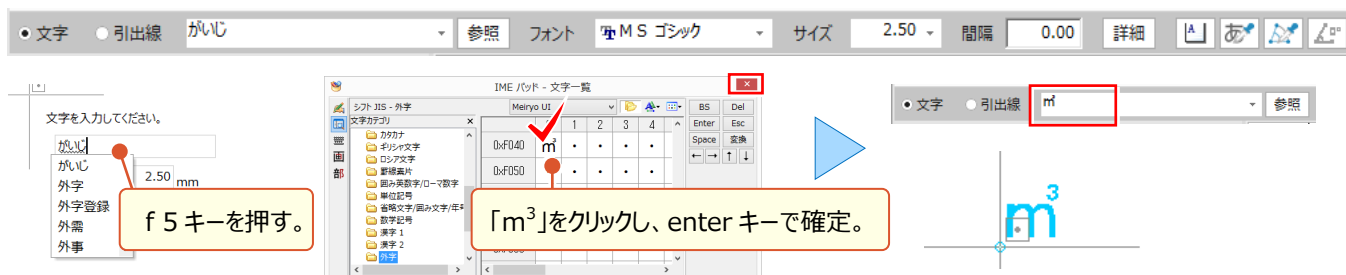 文字 引出線 がいじ 参照 フォント MS ゴシック サイズ 2.50 間隔 0.00 詳細
文字を入力してください。
がいじ
がいじ
外字
外字登録
外需
外事
2.50 mm
f5キーを押す。
IME パッド - 文字一覧
シフト JIS - 外字 Meiryo UI BS Del
文字カテゴリ 1 2 3 4 Enter Esc
カタカナ Space 変換
ギリシャ文字 0xF040 m³ ・ ・ ・ ・ ← → ↑ ↓
ロシア文字
罫線素片 0xF050 ・ ・ ・ ・
囲み英数字/ローマ数字
単位記号
省略文字/囲み文字/年号
数学記号
漢字 1
漢字 2
外字
画
部
「m³」をクリックし、enter キーで確定。
文字 引出線 m³ 参照
m³